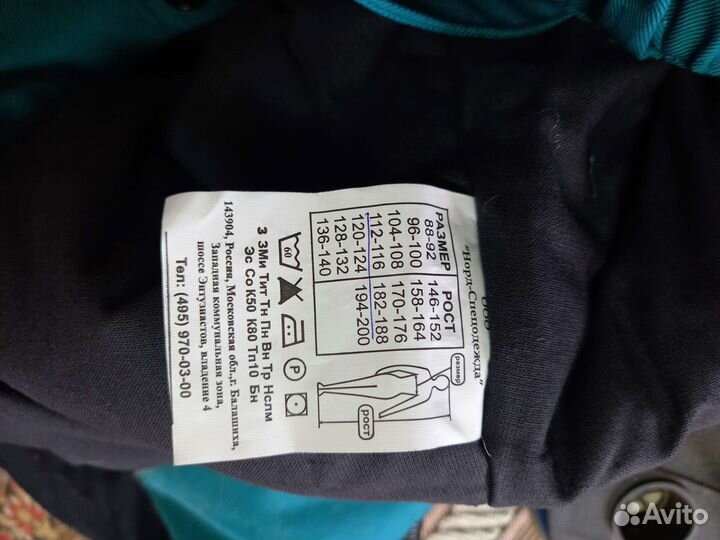 ООО
"Норд-Спецодежда"
РАЗМЕР РОСТ
88-92 146-152
96-100 158-164
104-108 170-176
112-116 182-188
120-124 194-200
128-132
136-140
размер
рост
60
P
З ЗМи Тит Тн Пн Вн Тр Нслм
Эс Со К50 К80 Тп10 Бн
143904, Россия, Московская обл.,г. Балашиха,
Западная коммунальная зона,
шоссе Энтузиастов, владение 4
Тел: (495) 970-03-00
Avito